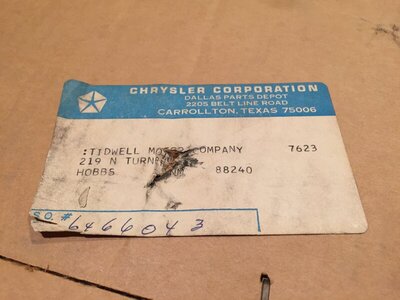 CHRYSLER CORPORATION
DALLAS PARTS DEPOT
2205 BELT LINE ROAD
CARROLLTON, TEXAS 75006
:TIDWELL MOTOR COMPANY 7623
219 N TURN
HOBBS 88240
S.O. # 6466043